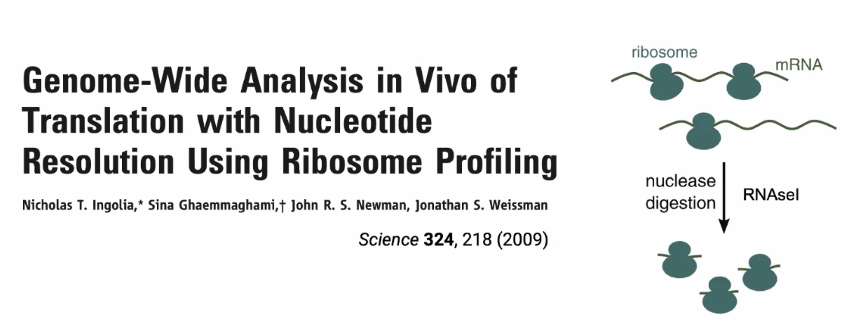 Genome-Wide Analysis in Vivo of
Translation with Nucleotide
Resolution Using Ribosome Profiling
Nicholas T. Ingolia,* Sina Ghaemmaghami,† John R. S. Newman, Jonathan S. Weissman
Science 324, 218 (2009)
ribosome
mRNA
nuclease
digestion
RNAseI